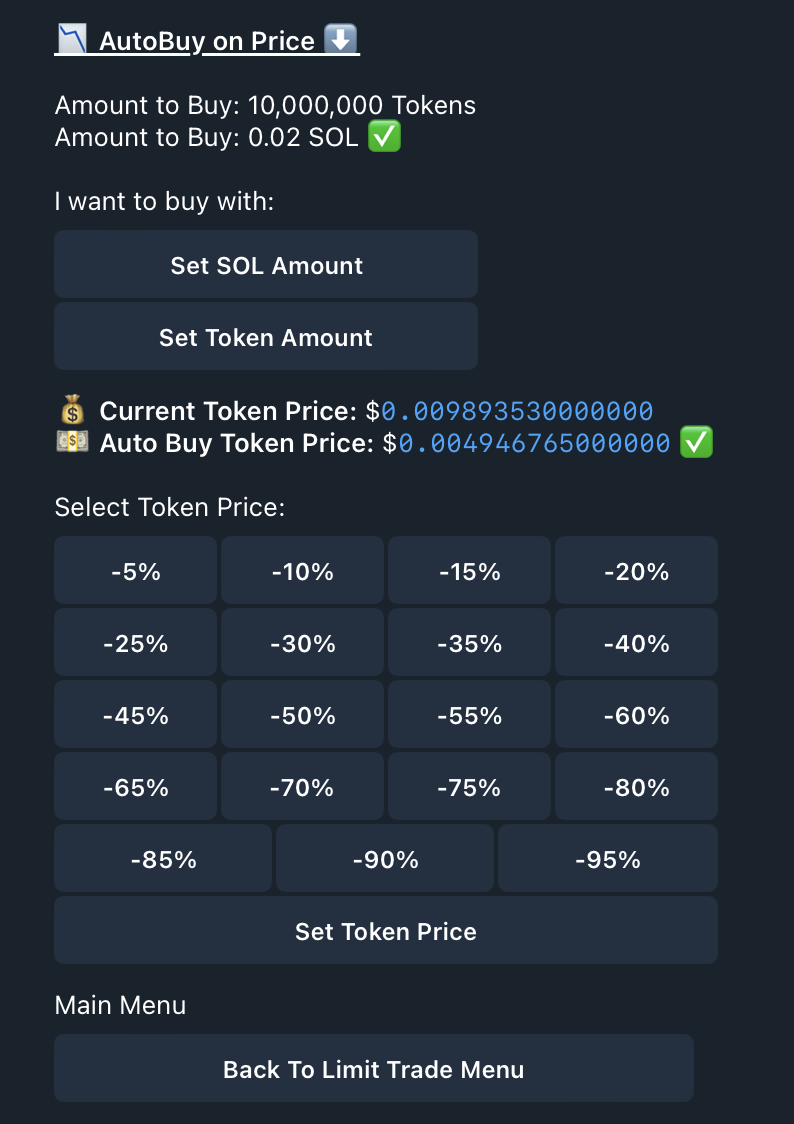 📉 AutoBuy on Price ⬇️
Amount to Buy: 10,000,000 Tokens
Amount to Buy: 0.02 SOL ✅
I want to buy with:
Set SOL Amount
Set Token Amount
💰 Current Token Price: $0.009893530000000
💵 Auto Buy Token Price: $0.004946765000000 ✅
Select Token Price:
-5% -10% -15% -20%
-25% -30% -35% -40%
-45% -50% -55% -60%
-65% -70% -75% -80%
-85% -90% -95%
Set Token Price
Main Menu
Back To Limit Trade Menu